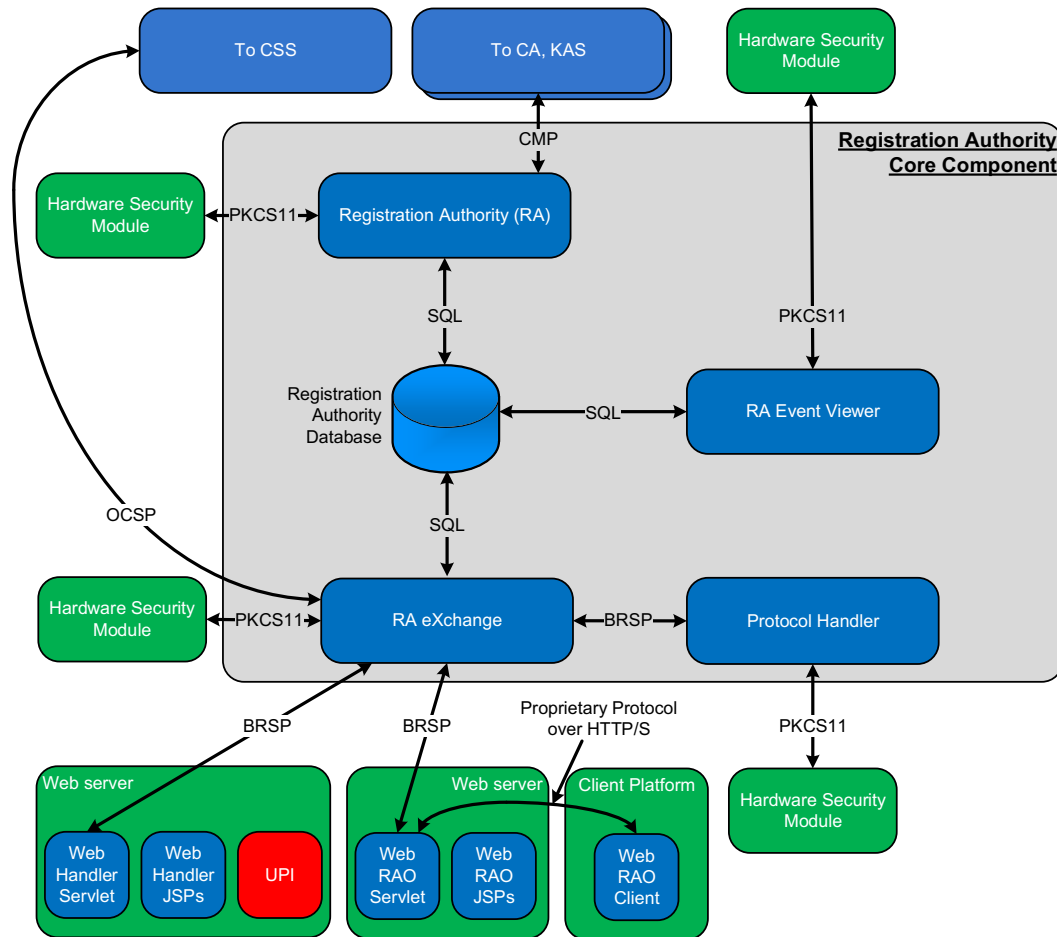 To CSS
To CA, KAS
Hardware Security
Module
CMP
Registration Authority
Core Component
Hardware Security
Module
PKCS11
Registration Authority (RA)
SQL
PKCS11
Registration
Authority
Database
SQL
RA Event Viewer
OCSP
SQL
Hardware Security
Module
PKCS11
RA eXchange
BRSP
Protocol Handler
BRSP
BRSP
Proprietary Protocol
over HTTP/S
PKCS11
Web server
Web
Handler
Servlet
Web
Handler
JSPs
UPI
Web server
Web
RAO
Servlet
Web
RAO
JSPs
Client Platform
Web
RAO
Client
Hardware Security
Module